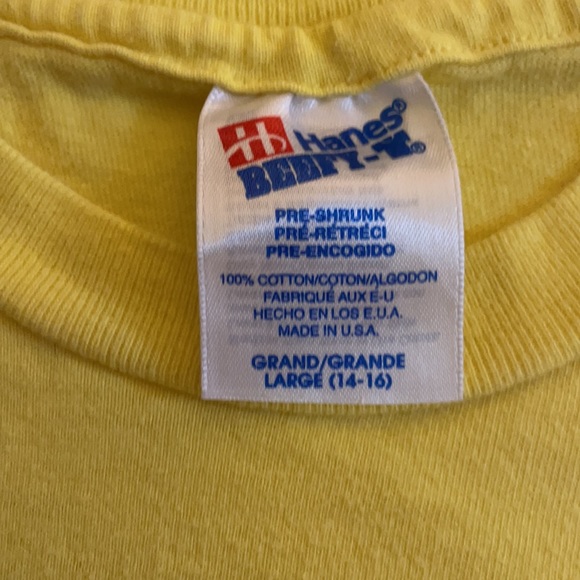 Hanes®
BEEFY-T®
PRE-SHRUNK
PRÉ-RÉTRÉCI
PRE-ENCOGIDO
100% COTTON/COTON/ALGODON
FABRIQUÉ AUX É-U
HECHO EN LOS E.U.A.
MADE IN U.S.A.
GRAND/GRANDE
LARGE (14-16)